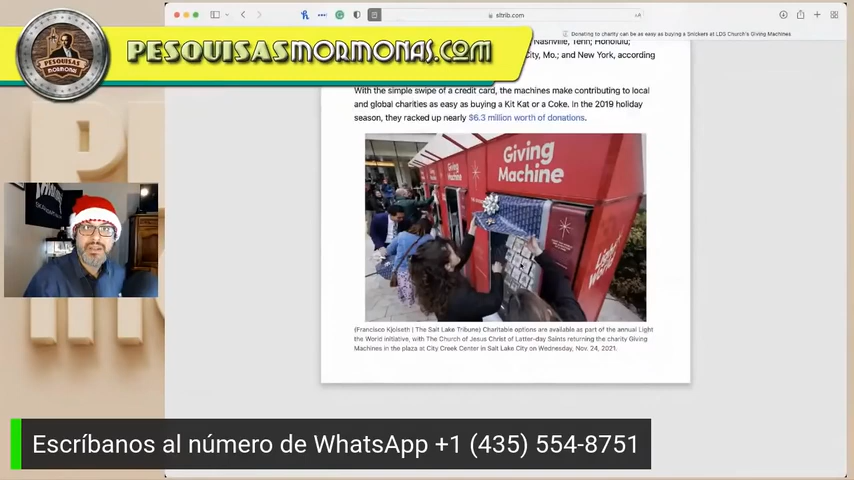 sltrib.com
Donating to charity can be as easy as buying a Snickers at LDS Church's Giving Machines
PESQUISASMORMONAS.COM
PESQUISAS
MORMONAS
Nashville, Tenn; Honolulu;
City, Mo.; and New York, according
With the simple swipe of a credit card, the machines make contributing to local
and global charities as easy as buying a Kit Kat or a Coke. In the 2019 holiday
season, they racked up nearly $6.3 million worth of donations.
Giving
Machine
Giving
Machine
Light
World
(Francisco Kjolseth | The Salt Lake Tribune) Charitable options are available as part of the annual Light
the World initiative, with The Church of Jesus Christ of Latter-day Saints returning the charity Giving
Machines in the plaza at City Creek Center in Salt Lake City on Wednesday, Nov. 24, 2021.
Escríbanos al número de WhatsApp +1 (435) 554-8751